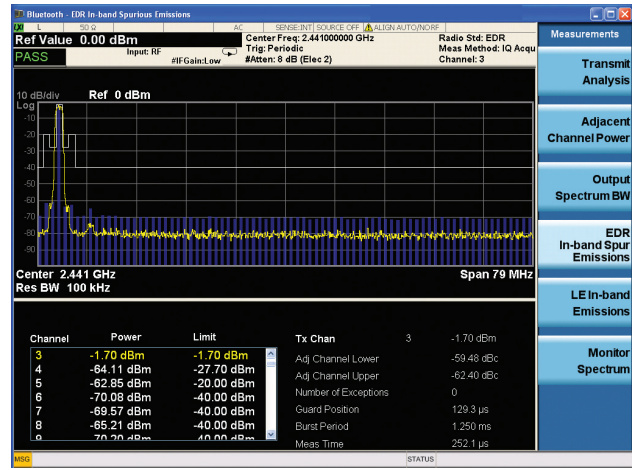 Bluetooth - EDR In-band Spurious Emissions
LXI L 50 Ω AC SENSE:INT SOURCE OFF ALIGN AUTO/NORF
Ref Value 0.00 dBm
Center Freq: 2.441000000 GHz
Radio Std: EDR
Input: RF
Trig: Periodic
Meas Method: IQ Acqu
PASS
#IFGain:Low
#Atten: 8 dB (Elec 2)
Channel: 3
10 dB/div Ref 0 dBm
Log
-10
-20
-30
-40
-50
-60
-70
-80
-90
Center 2.441 GHz
Span 79 MHz
Res BW 100 kHz
Channel Power Limit
3 -1.70 dBm -1.70 dBm
4 -64.11 dBm -27.70 dBm
5 -62.85 dBm -20.00 dBm
6 -70.08 dBm -40.00 dBm
7 -69.57 dBm -40.00 dBm
8 -65.21 dBm -40.00 dBm
9 -70.20 dBm -40.00 dBm
Tx Chan 3 -1.70 dBm
Adj Channel Lower -59.48 dBc
Adj Channel Upper -62.40 dBc
Number of Exceptions 0
Guard Position 129.3 µs
Burst Period 1.250 ms
Meas Time 252.1 µs
MSG
STATUS
Measurements
Transmit
Analysis
Adjacent
Channel Power
Output
Spectrum BW
EDR
In-band Spur
Emissions
LE In-band
Emissions
Monitor
Spectrum